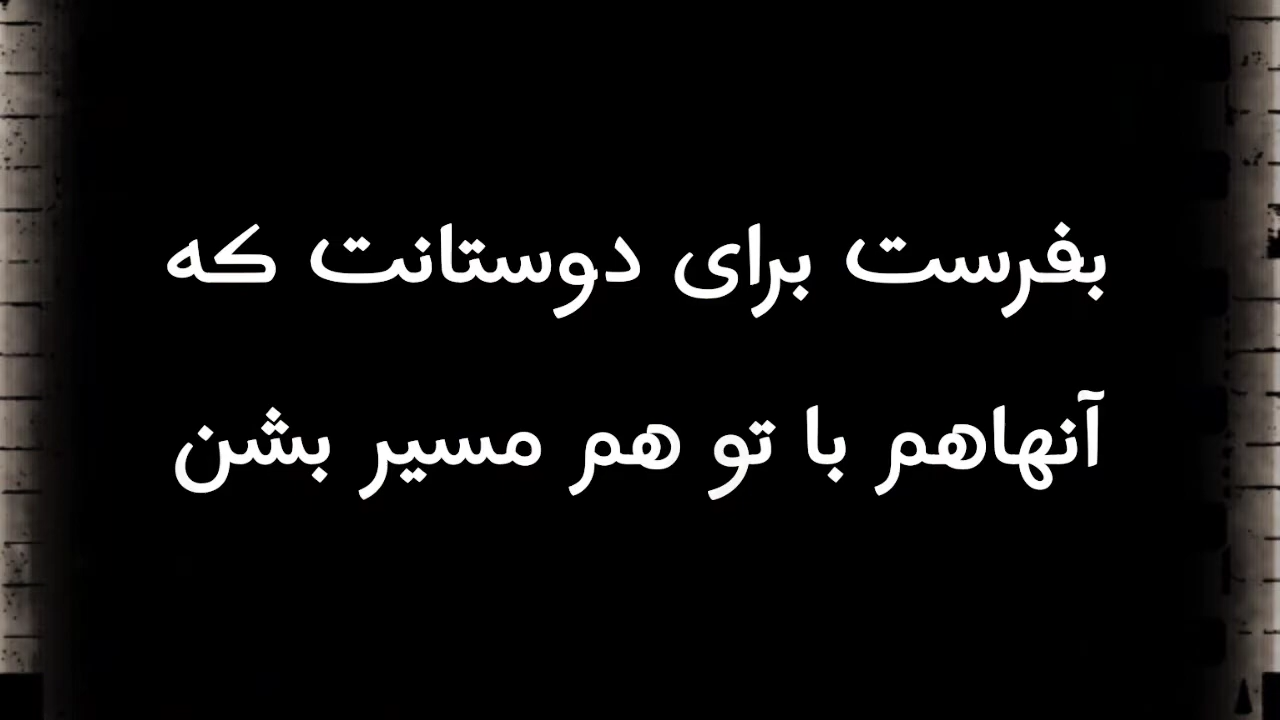 بفرست برای دوستانت که
آنهاهم با تو هم مسیر بشن